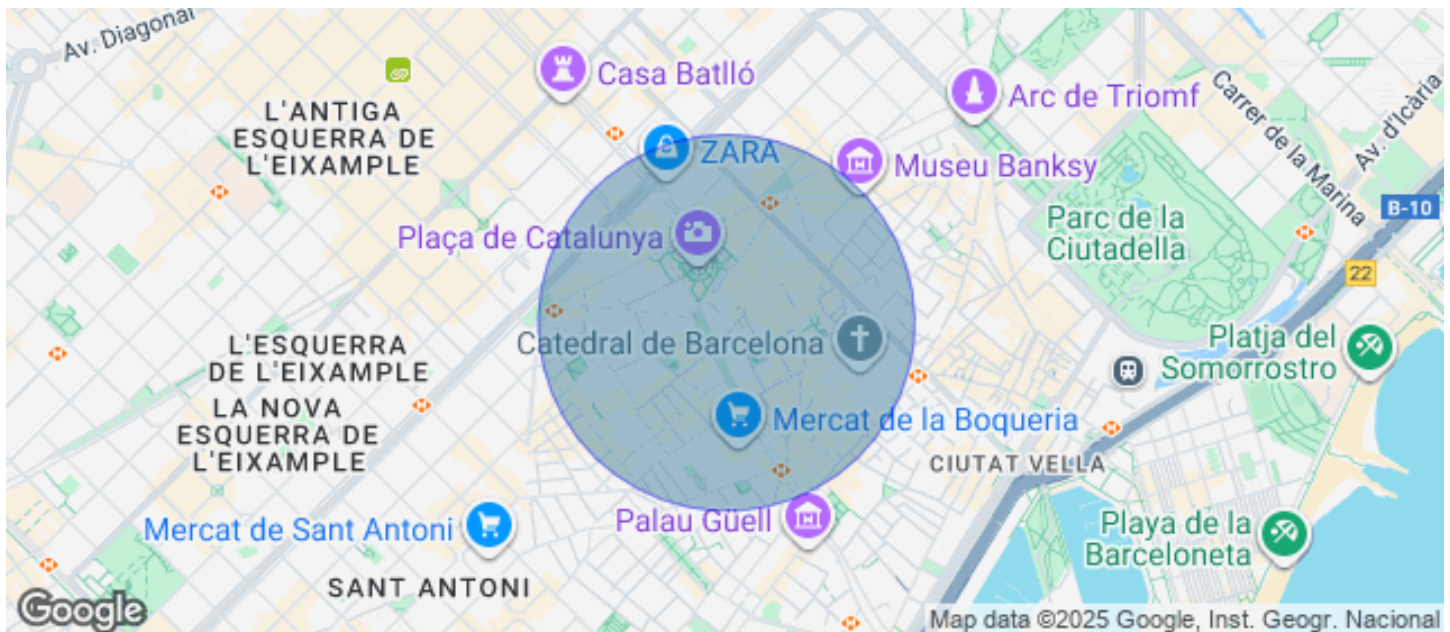 Av. Diagonal
Casa Batlló
Arc de Triomf
Carrer de la Marina
Av. d'Icària
L'ANTIGA
ESQUERRA DE
L'EIXAMPLE
ZARA
Museu Banksy
B-10
Plaça de Catalunya
Parc de la
Ciutadella
22
L'ESQUERRA
DE L'EIXAMPLE
Catedral de Barcelona
Platja del
Somorrostro
LA NOVA
ESQUERRA DE
L'EIXAMPLE
Mercat de la Boqueria
CIUTAT VELLA
Mercat de Sant Antoni
Palau Güell
Playa de la
Barceloneta
SANT ANTONI
Google
Map data ©2025 Google, Inst. Geogr. Nacional